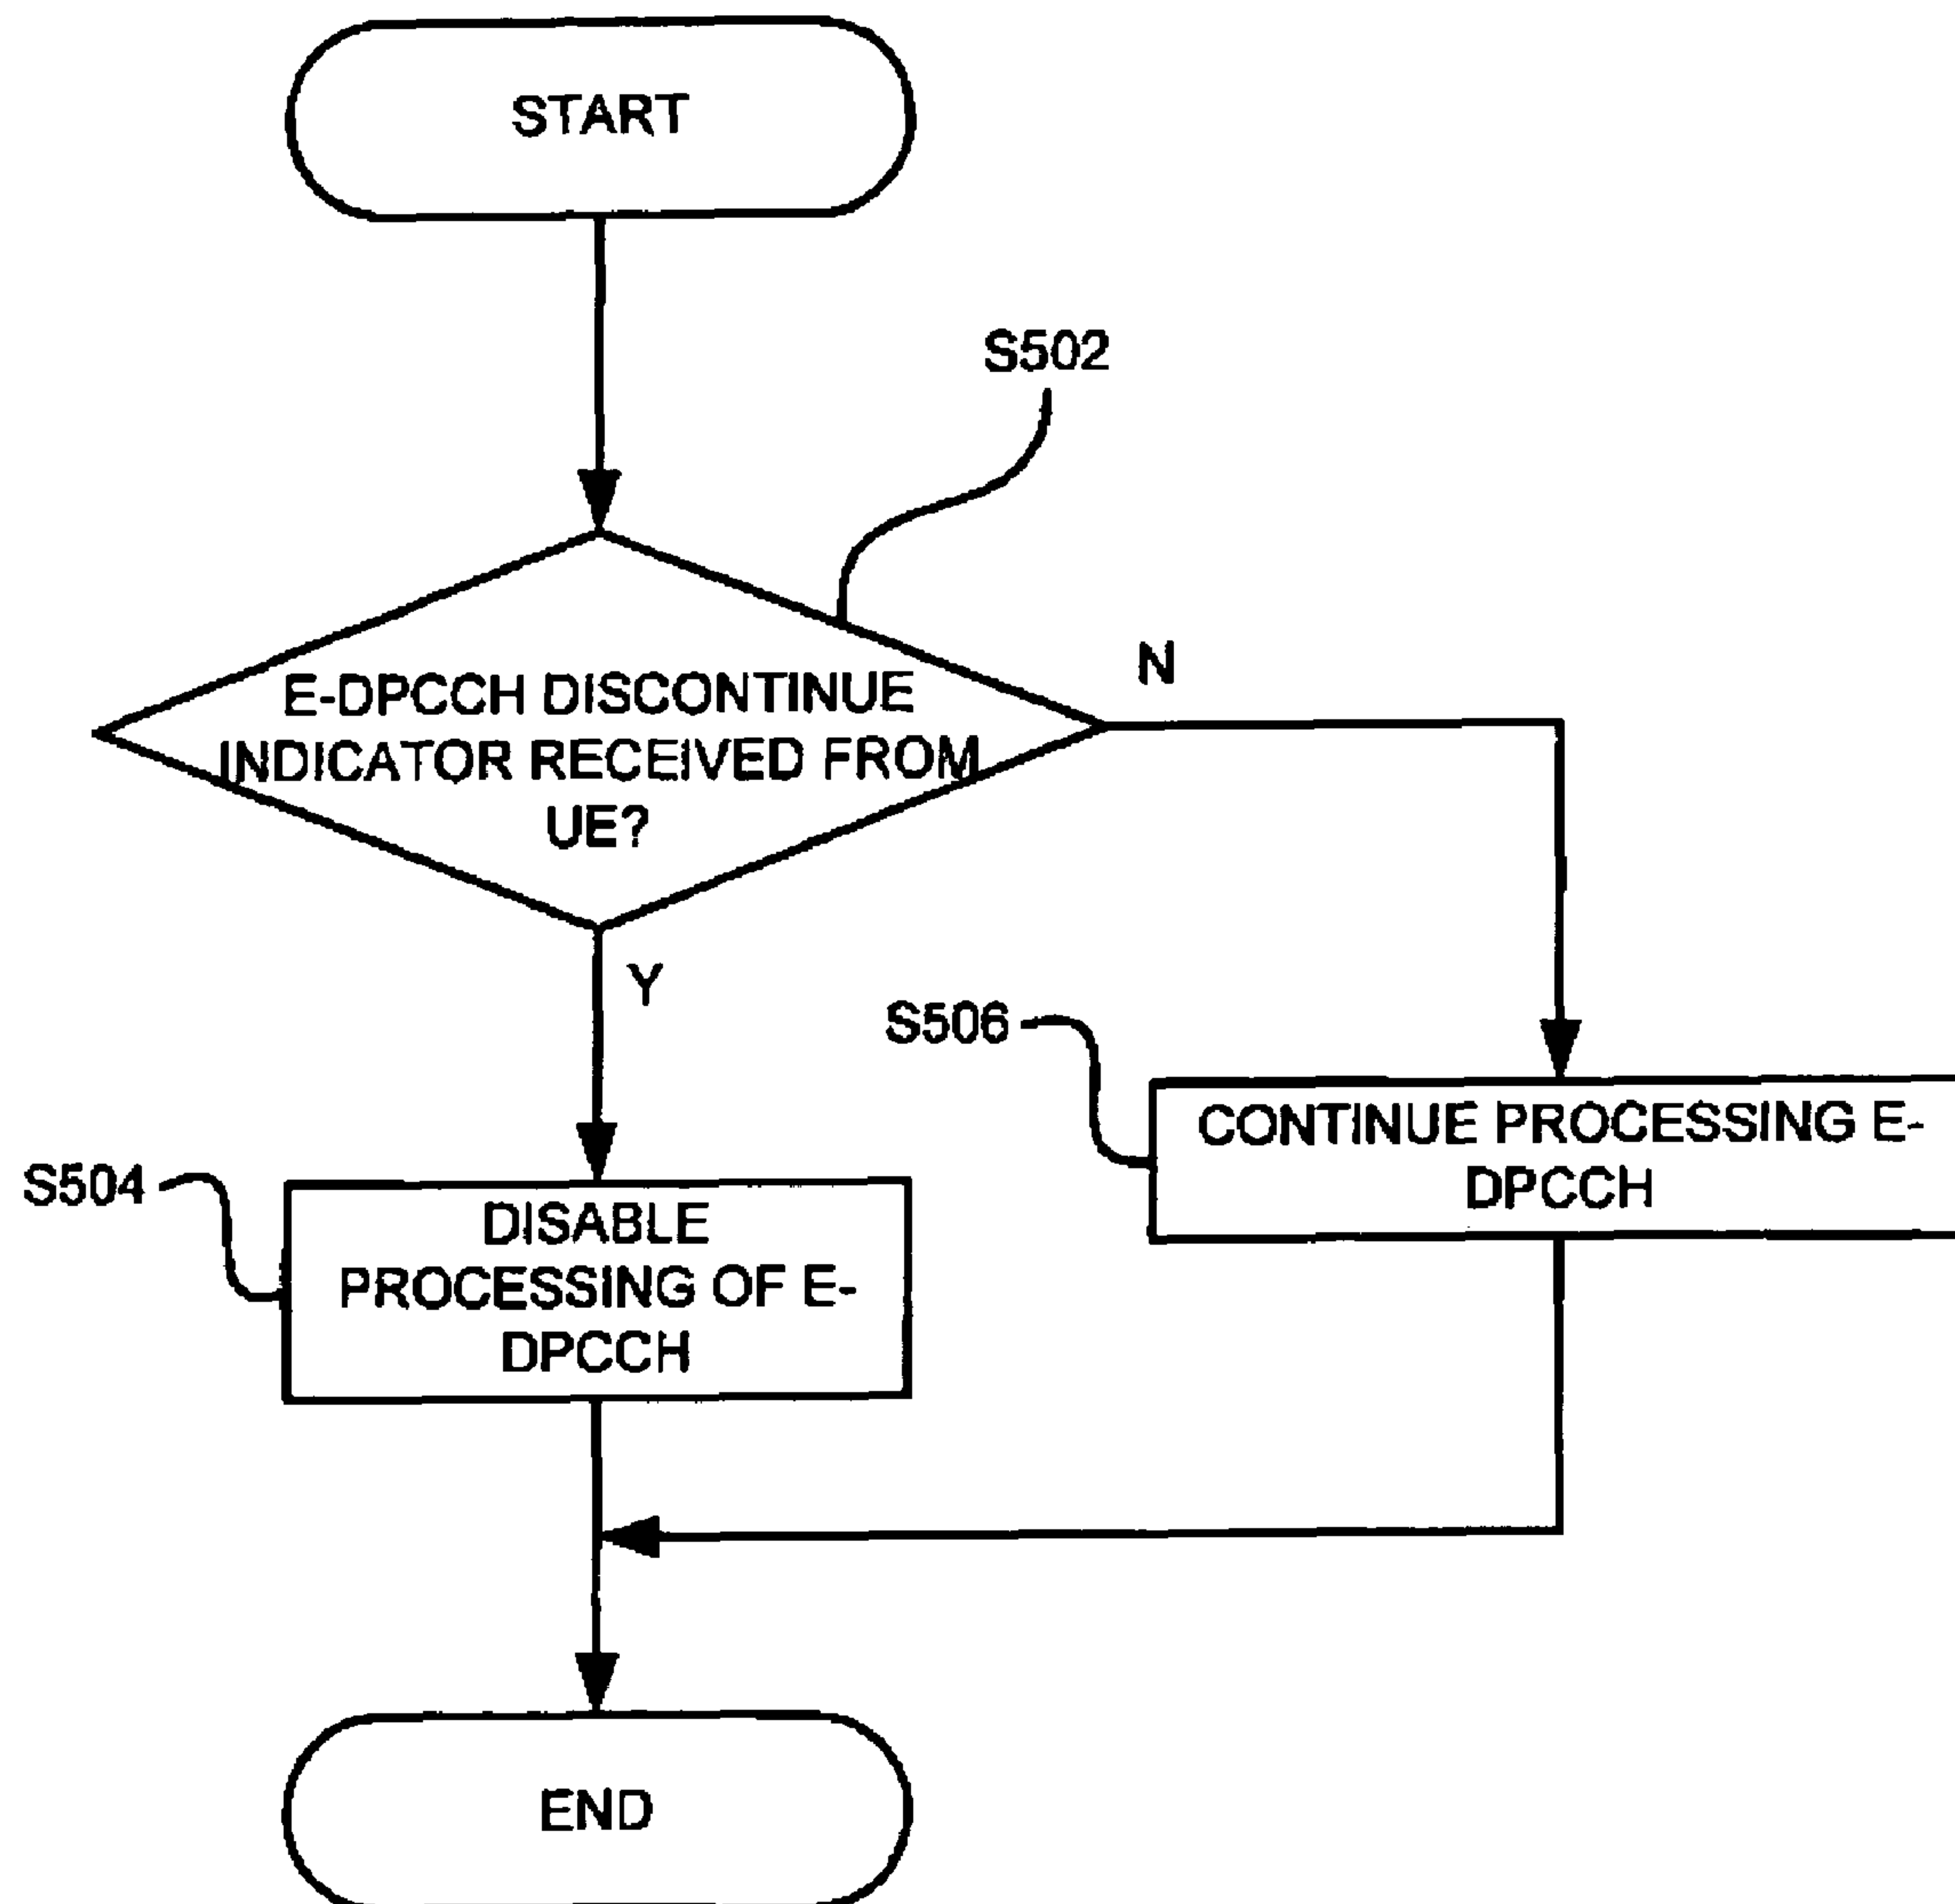 START
S502
E-DPCCH DISCONTINUE
INDICATOR RECEIVED FROM
UE?
N
Y
S506
CONTINUE PROCESSING E-
DPCCH
S504
DISABLE
PROCESSING OF E-
DPCCH
END